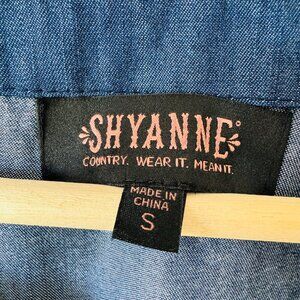 SHYANNE®
COUNTRY. WEAR IT. MEAN IT.
MADE IN
CHINA
S